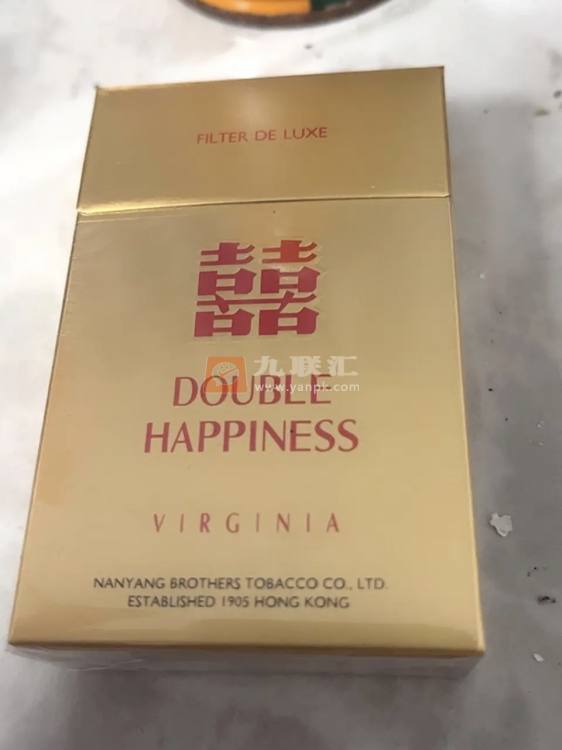 FILTER DE LUXE
囍
九联汇
www.yanpk.com
DOUBLE
HAPPINESS
VIRGINIA
NANYANG BROTHERS TOBACCO CO., LTD.
ESTABLISHED 1905 HONG KONG